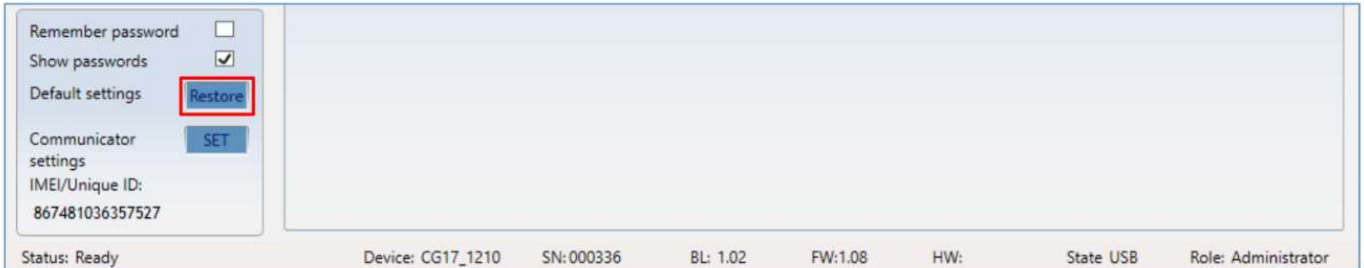 Remember password
Show passwords
Default settings Restore
Communicator settings SET
IMEI/Unique ID:
867481036357527
Status: Ready Device: CG17_1210 SN:000336 BL: 1.02 FW:1.08 HW: State USB Role: Administrator